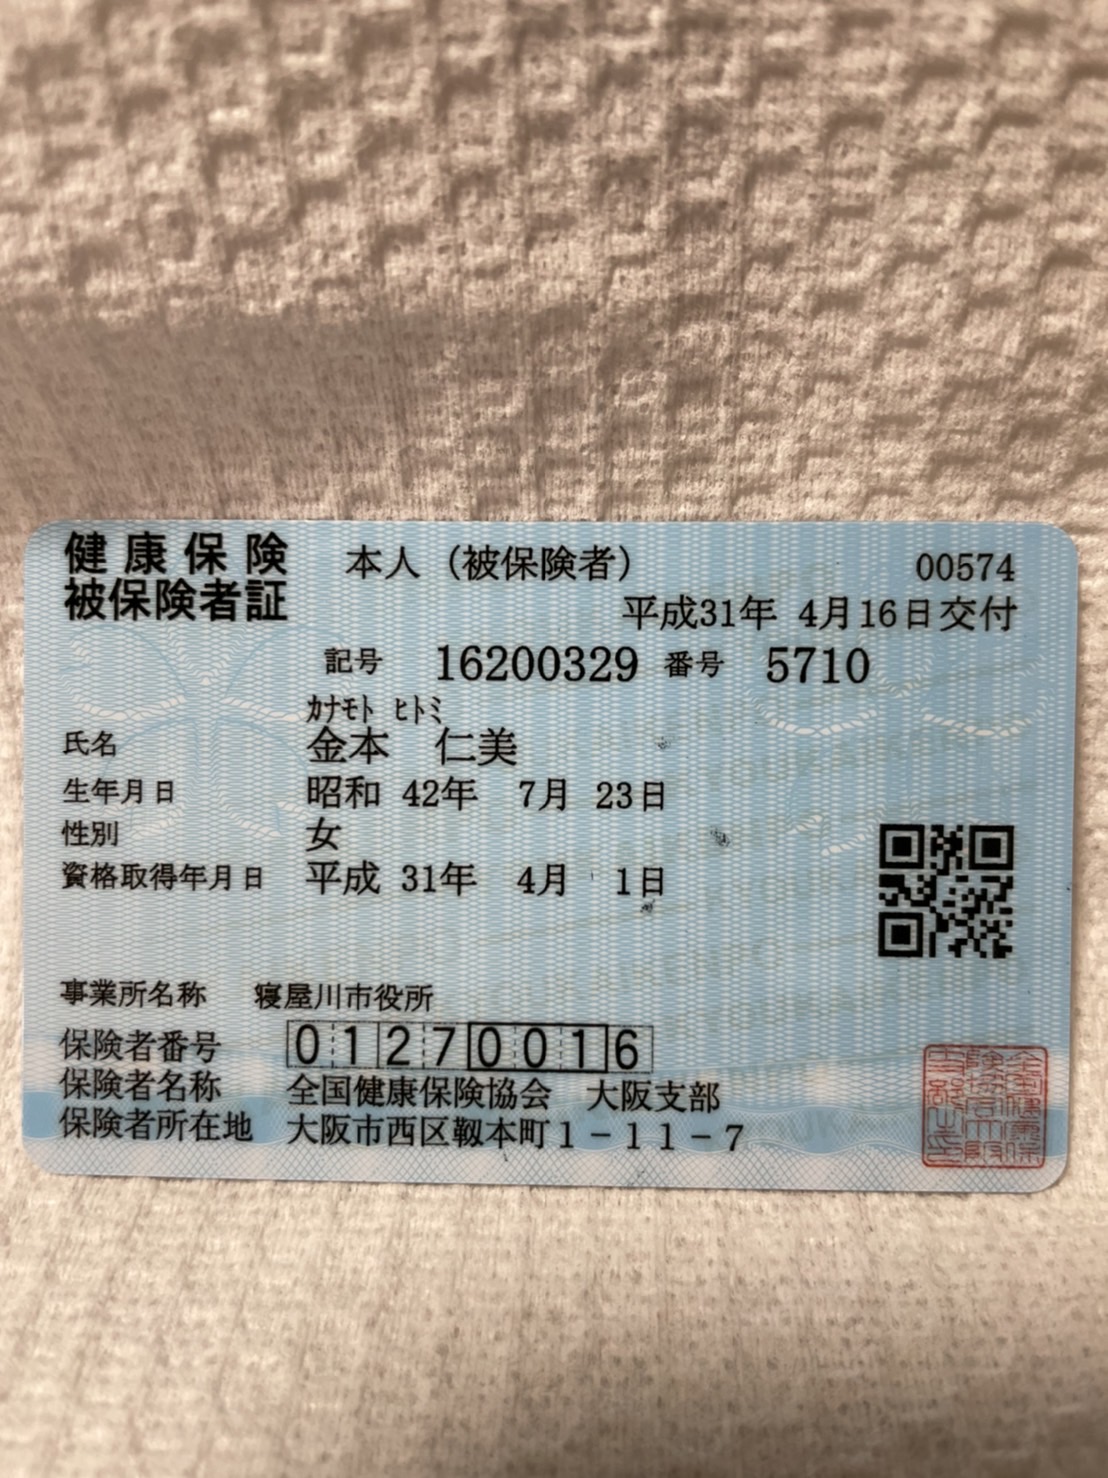 健康保険 本人（被保険者） 00574
被保険者証 平成31年 4月16日交付
記号 16200329 番号 5710
ｶﾅﾓﾄ ﾋﾄﾐ
氏名 金本 仁美
生年月日 昭和 42年 7月 23日
性別 女
資格取得年月日 平成 31年 4月 1日
事業所名称 寝屋川市役所
保険者番号 01270016
保険者名称 全国健康保険協会 大阪支部
保険者所在地 大阪市西区靱本町1－11－7